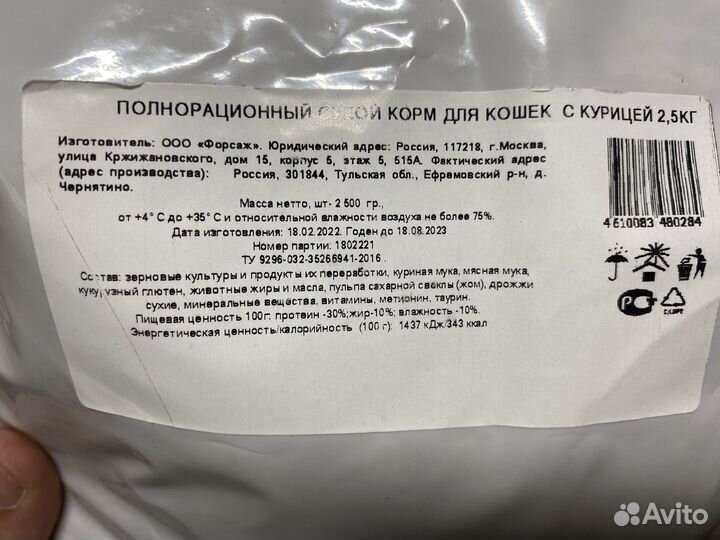 ПОЛНОРАЦИОННЫЙ СУХОЙ КОРМ ДЛЯ КОШЕК С КУРИЦЕЙ 2,5КГ
Изготовитель: ООО «Форсаж». Юридический адрес: Россия, 117218, г.Москва,
улица Кржижановского, дом 15, корпус 5, этаж 5, 515А. Фактический адрес
(адрес производства): Россия, 301844, Тульская обл., Ефремовский р-н, д.
Чернятино.
Масса нетто, шт- 2 500 гр.,
от +4° С до +35° С и относительной влажности воздуха не более 75%.
Дата изготовления: 18.02.2022. Годен до 18.08.2023
Номер партии: 1802221
ТУ 9296-032-35266941-2016 .
Состав: зерновые культуры и продукты их переработки, куриная мука, мясная мука,
кукурузный глютен, животные жиры и масла, пульпа сахарной свеклы (жом), дрожжи
сухие, минеральные вещества, витамины, метионин, таурин.
Пищевая ценность 100г: протеин -30%;жир-10%; влажность -10%.
Энергетическая ценность/калорийность (100 г): 1437 кДж/343 ккал
4 610083 480284
РС
C/LDPE
Avito